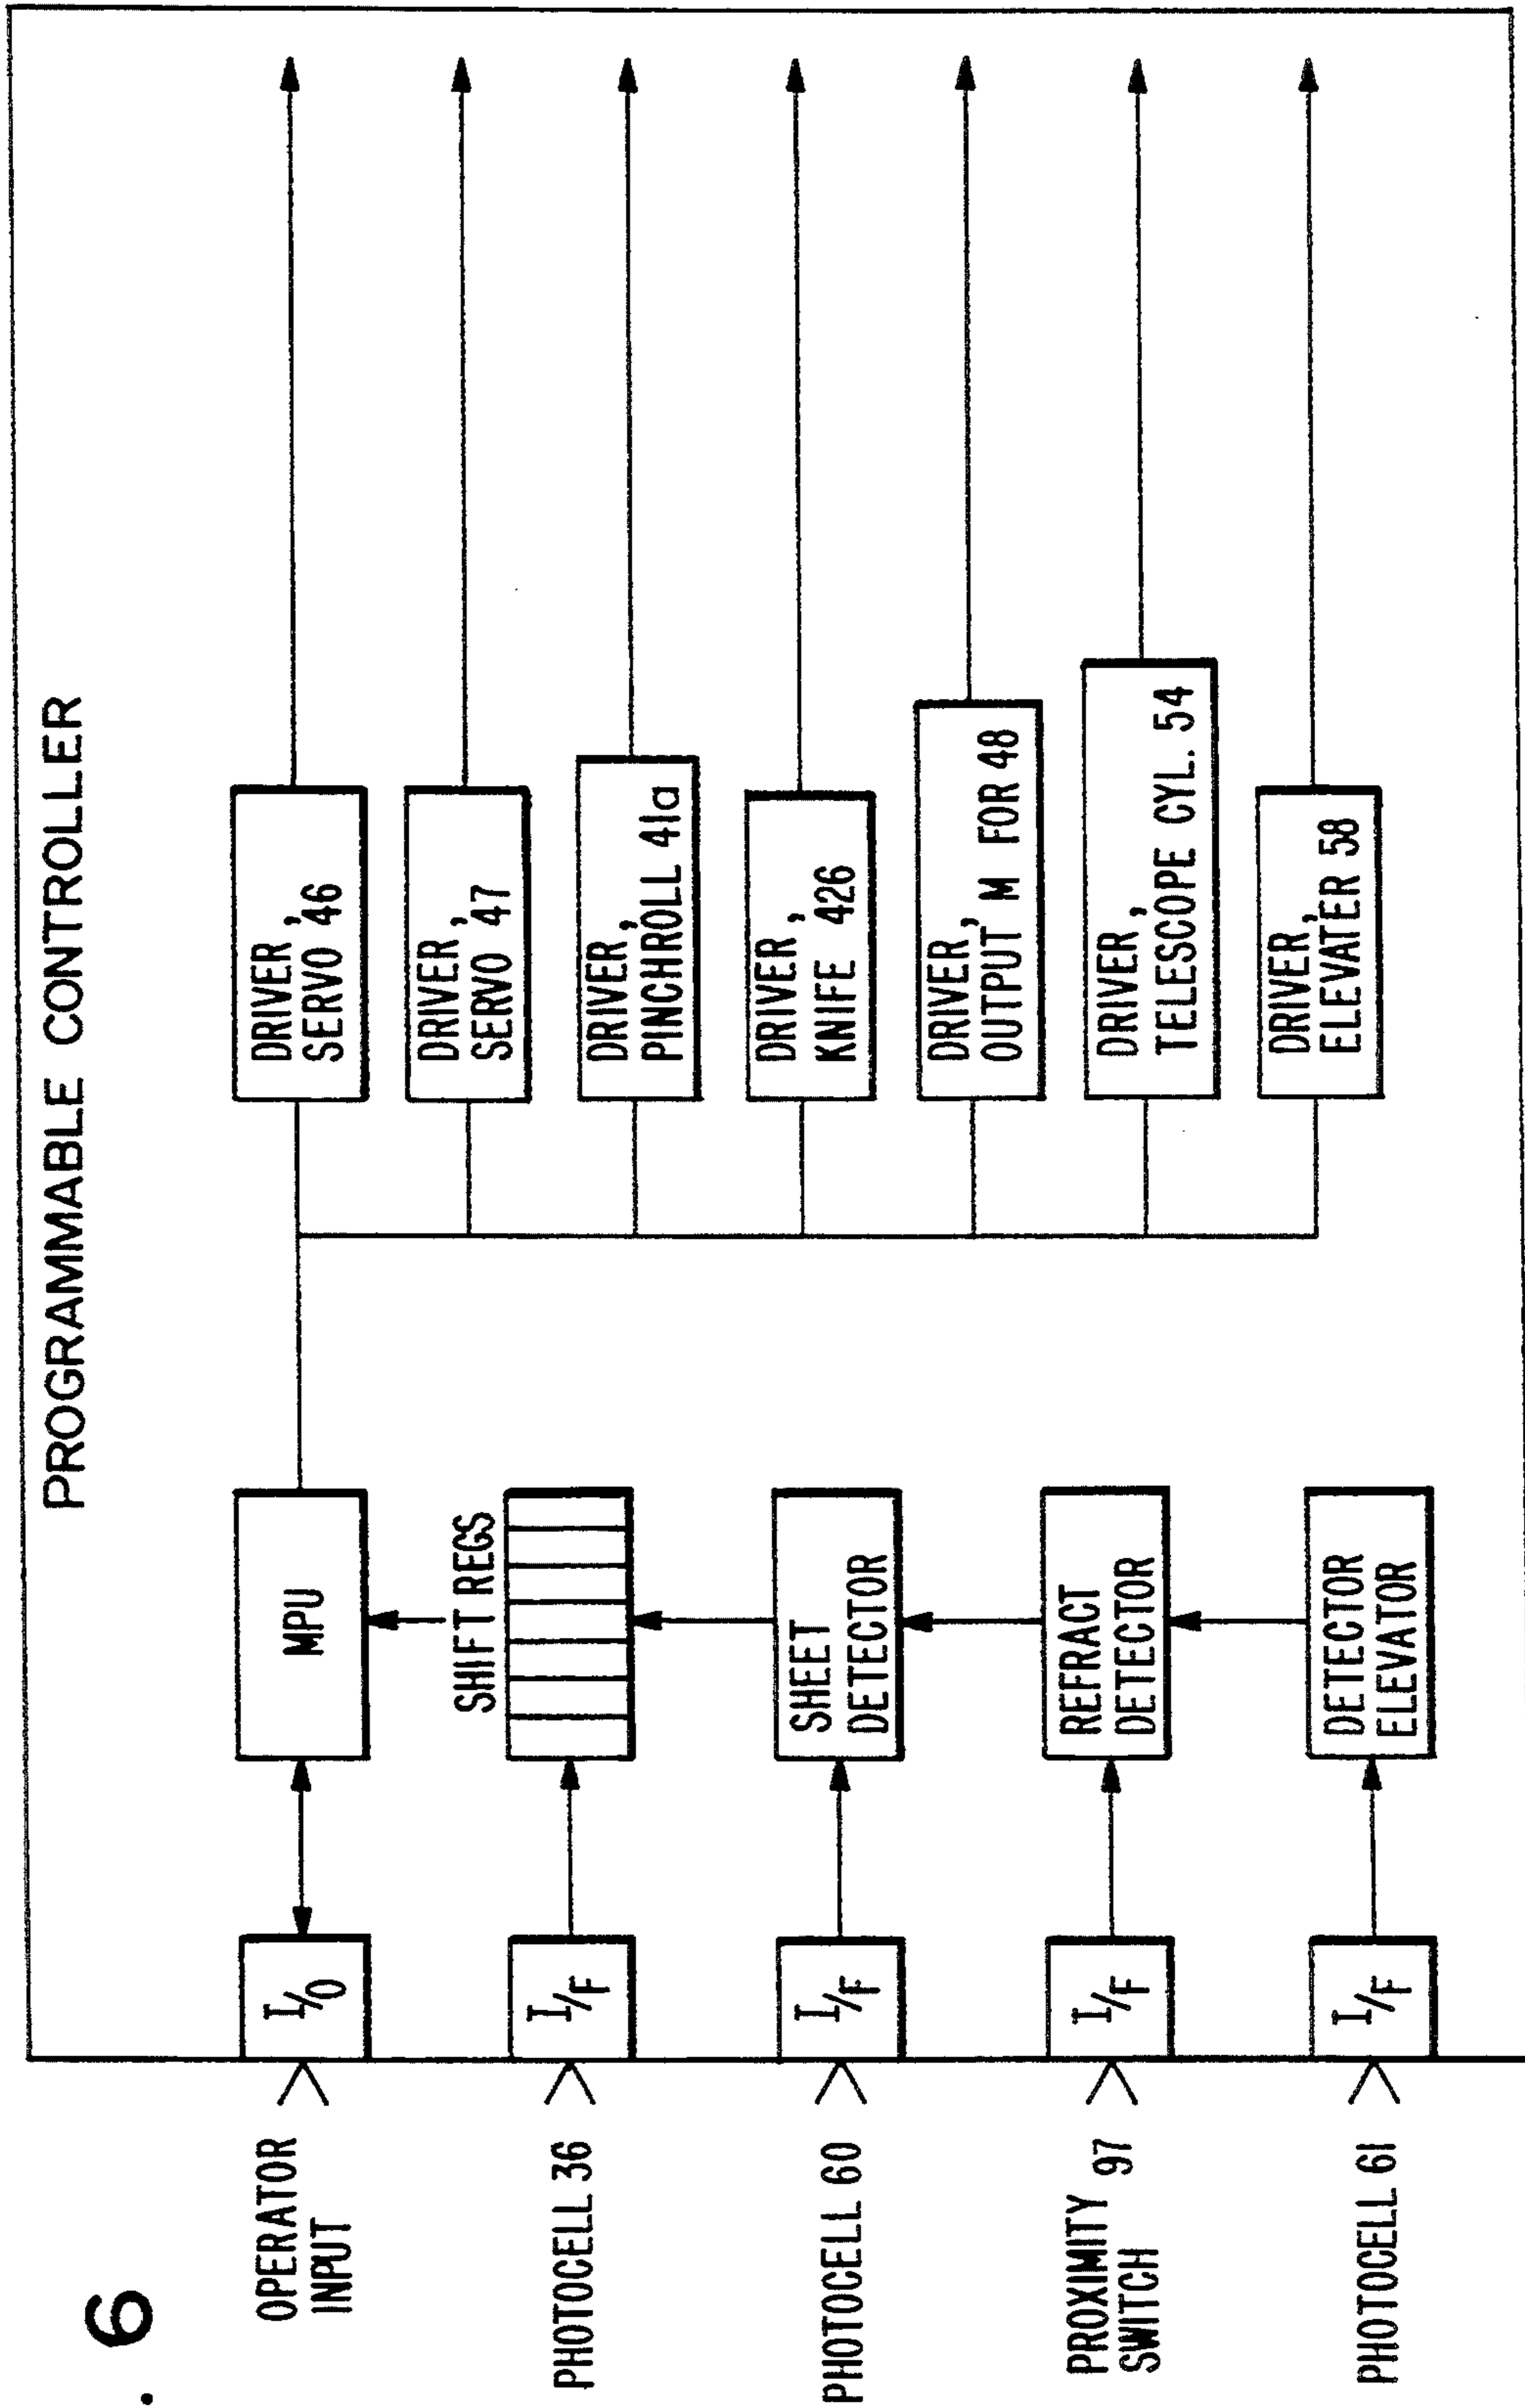 . 6
PROGRAMMABLE CONTROLLER
OPERATOR
INPUT
I/O
MPU
DRIVER,
SERVO 46
DRIVER,
SERVO 47
PHOTOCELL 36
I/F
SHIFT REGS
DRIVER,
PINCHROLL 41a
DRIVER,
KNIFE 426
PHOTOCELL 60
I/F
SHEET
DETECTOR
DRIVER,
OUTPUT M FOR 48
PROXIMITY 97
SWITCH
I/F
REFRACT
DETECTOR
DRIVER,
TELESCOPE CYL. 54
PHOTOCELL 61
I/F
DETECTOR
ELEVATOR
DRIVER,
ELEVATER 58